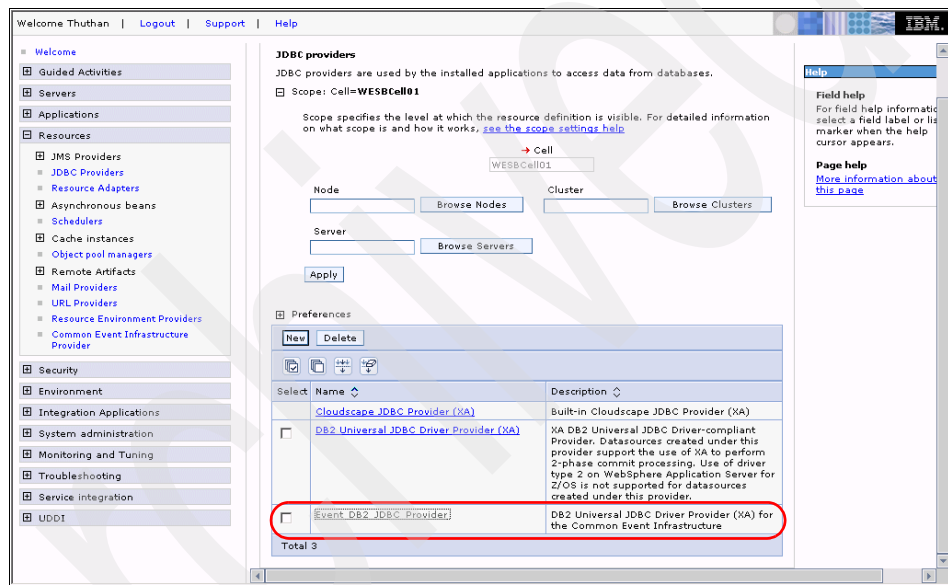 Welcome Thuthan | Logout | Support | Help
IBM.
Welcome
Guided Activities
Servers
Applications
Resources
JMS Providers
JDBC Providers
Resource Adapters
Asynchronous beans
Schedulers
Cache instances
Object pool managers
Remote Artifacts
Mail Providers
URL Providers
Resource Environment Providers
Common Event Infrastructure
Provider
Security
Environment
Integration Applications
System administration
Monitoring and Tuning
Troubleshooting
Service integration
UDDI
JDBC providers
JDBC providers are used by the installed applications to access data from databases.
Scope: Cell=WESBCell01
Scope specifies the level at which the resource definition is visible. For detailed information
on what scope is and how it works, see the scope settings help
Cell
WESBCell01
Node Cluster
Browse Nodes Browse Clusters
Server
Browse Servers
Apply
Preferences
New Delete
Select Name Description
Cloudscape JDBC Provider (XA) Built-in Cloudscape JDBC Provider (XA)
DB2 Universal JDBC Driver Provider (XA) XA DB2 Universal JDBC Driver-compliant
Provider. Datasources created under this
provider support the use of XA to perform
2-phase commit processing. Use of driver
type 2 on WebSphere Application Server for
Z/OS is not supported for datasources
created under this provider.
Event_DB2_JDBC_Provider DB2 Universal JDBC Driver Provider (XA) for
the Common Event Infrastructure
Total 3
Help
Field help
For field help informatic
select a field label or lis
marker when the help
cursor appears.
Page help
More information about
this page